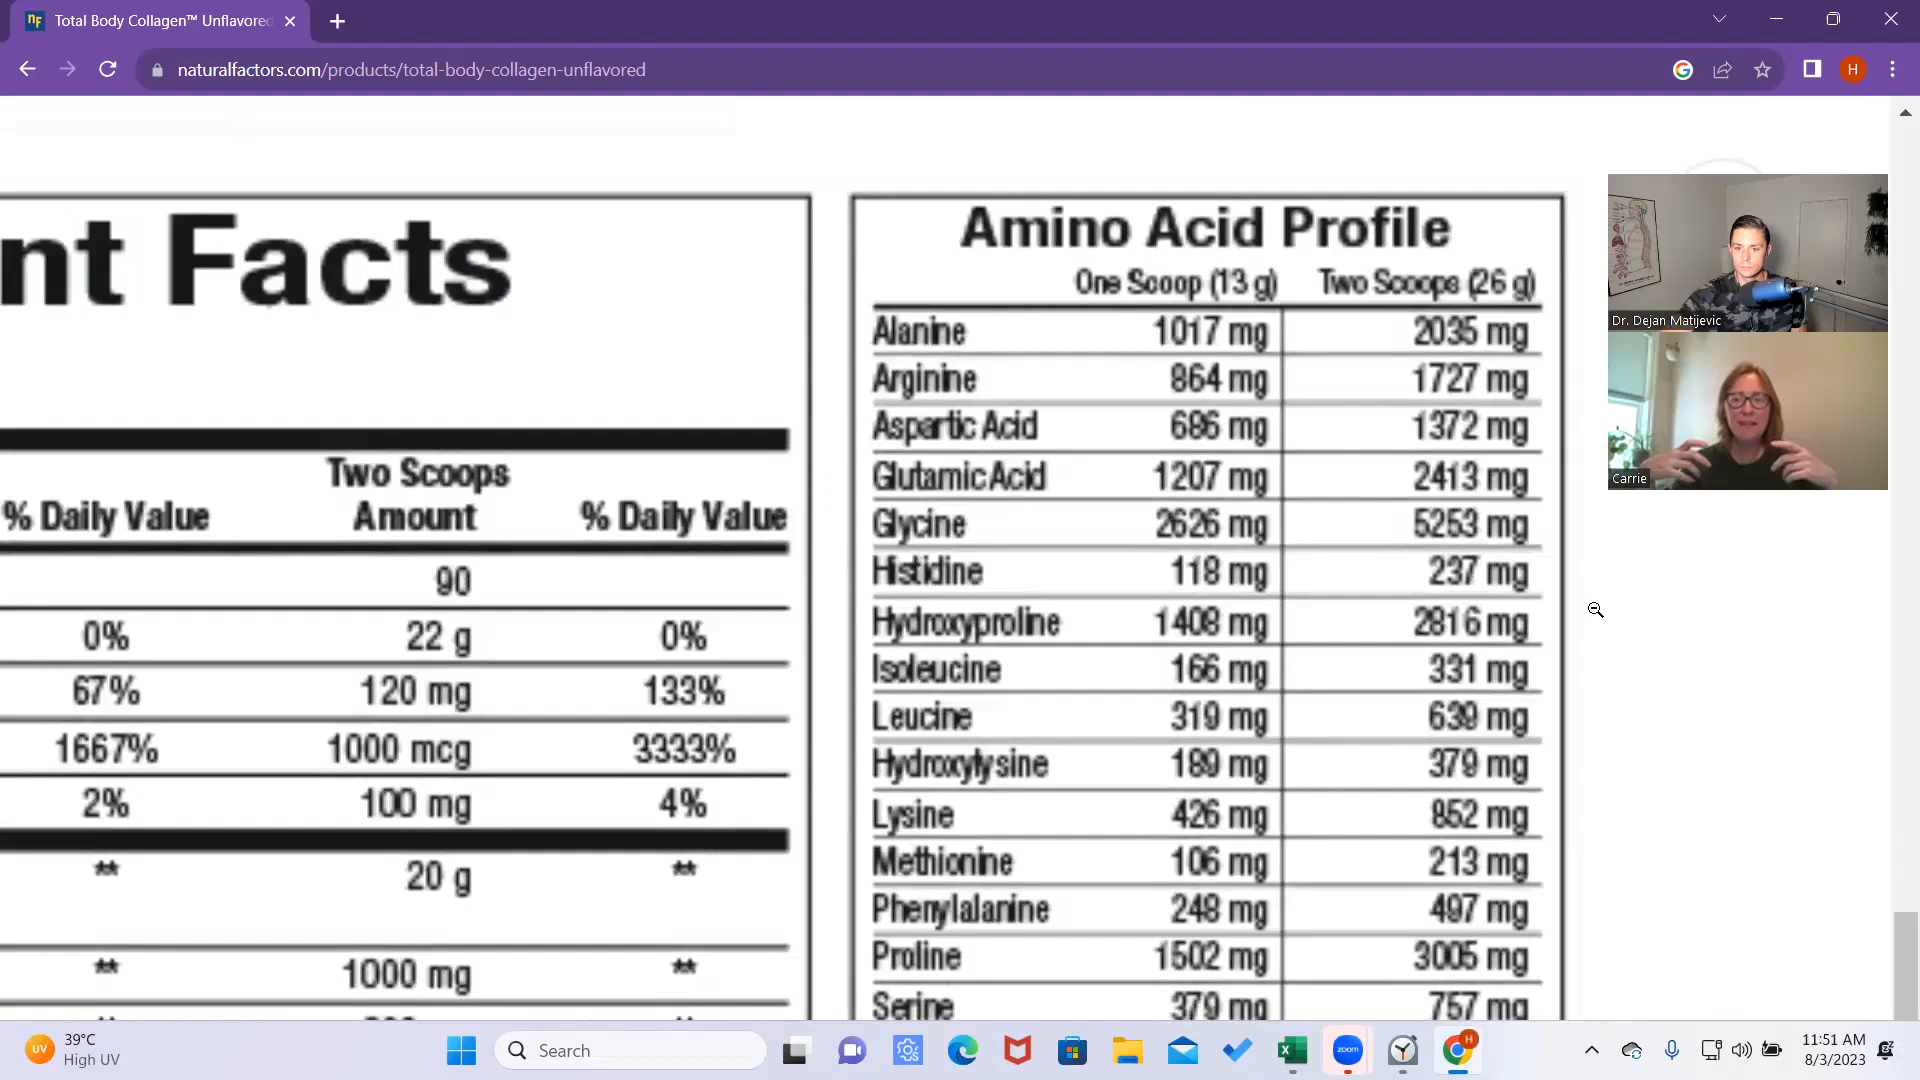 Total Body Collagen™ Unflavored
naturalfactors.com/products/total-body-collagen-unflavored
H
nt Facts
Two Scoops
% Daily Value Amount % Daily Value
90
0% 22 g 0%
67% 120 mg 133%
1667% 1000 mcg 3333%
2% 100 mg 4%
** 20 g **
** 1000 mg **
Amino Acid Profile
One Scoop (13 g) Two Scoops (26 g)
Alanine 1017 mg 2035 mg
Arginine 864 mg 1727 mg
Aspartic Acid 686 mg 1372 mg
Glutamic Acid 1207 mg 2413 mg
Glycine 2626 mg 5253 mg
Histidine 118 mg 237 mg
Hydroxyproline 1408 mg 2816 mg
Isoleucine 166 mg 331 mg
Leucine 319 mg 639 mg
Hydroxylysine 189 mg 379 mg
Lysine 426 mg 852 mg
Methionine 106 mg 213 mg
Phenylalanine 248 mg 497 mg
Proline 1502 mg 3005 mg
Serine 379 mg 757 mg
Dr. Dejan Matijevic
Carrie
UV
39°C
High UV
Search
zoom
H
11:51 AM
8/3/2023